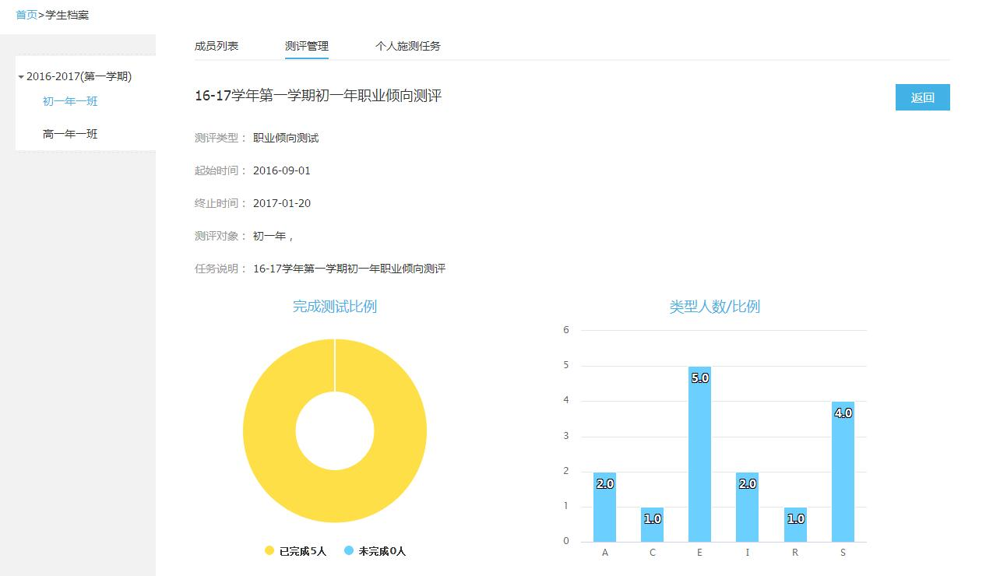 首页>学生档案
成员列表 测评管理 个人施测任务
2016-2017(第一学期)
初一年一班
高一年一班
16-17学年第一学期初一年职业倾向测评
返回
测评类型： 职业倾向测试
起始时间： 2016-09-01
终止时间： 2017-01-20
测评对象： 初一年 ,
任务说明： 16-17学年第一学期初一年职业倾向测评
完成测试比例
已完成5人 未完成0人
类型人数/比例
6
5
4
3
2
1
0
2.0
1.0
5.0
2.0
1.0
4.0
A C E I R S